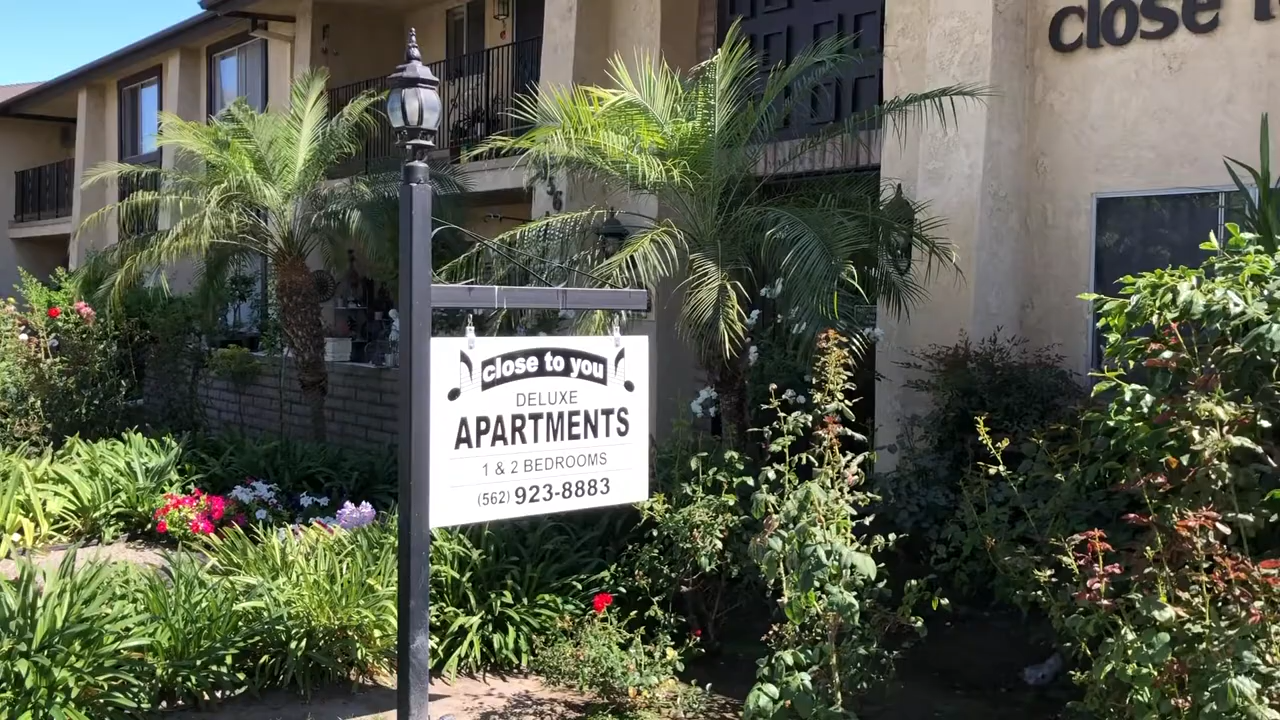 close to you
DELUXE
APARTMENTS
1 & 2 BEDROOMS
(562) 923-8883
close